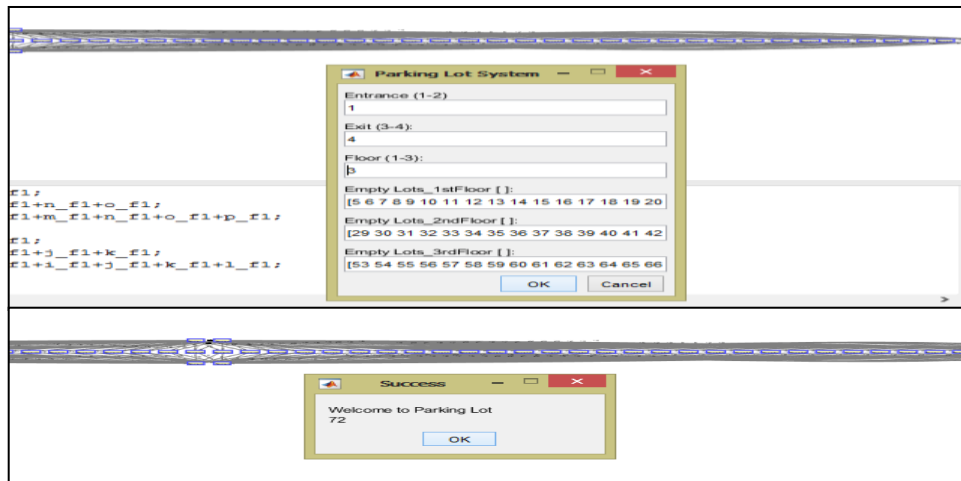 Parking Lot System
Entrance (1-2)
1
Exit (3-4):
4
Floor (1-3):
3
Empty Lots_1stFloor [ ]:
[5 6 7 8 9 10 11 12 13 14 15 16 17 18 19 20
Empty Lots_2ndFloor [ ]:
[29 30 31 32 33 34 35 36 37 38 39 40 41 42
Empty Lots_3rdFloor [ ]:
[53 54 55 56 57 58 59 60 61 62 63 64 65 66
OK Cancel
f1;
f1+n_f1+o_f1;
f1+m_f1+n_f1+o_f1+p_f1;
f1;
f1+j_f1+k_f1;
f1+i_f1+j_f1+k_f1+l_f1;
Success
Welcome to Parking Lot
72
OK